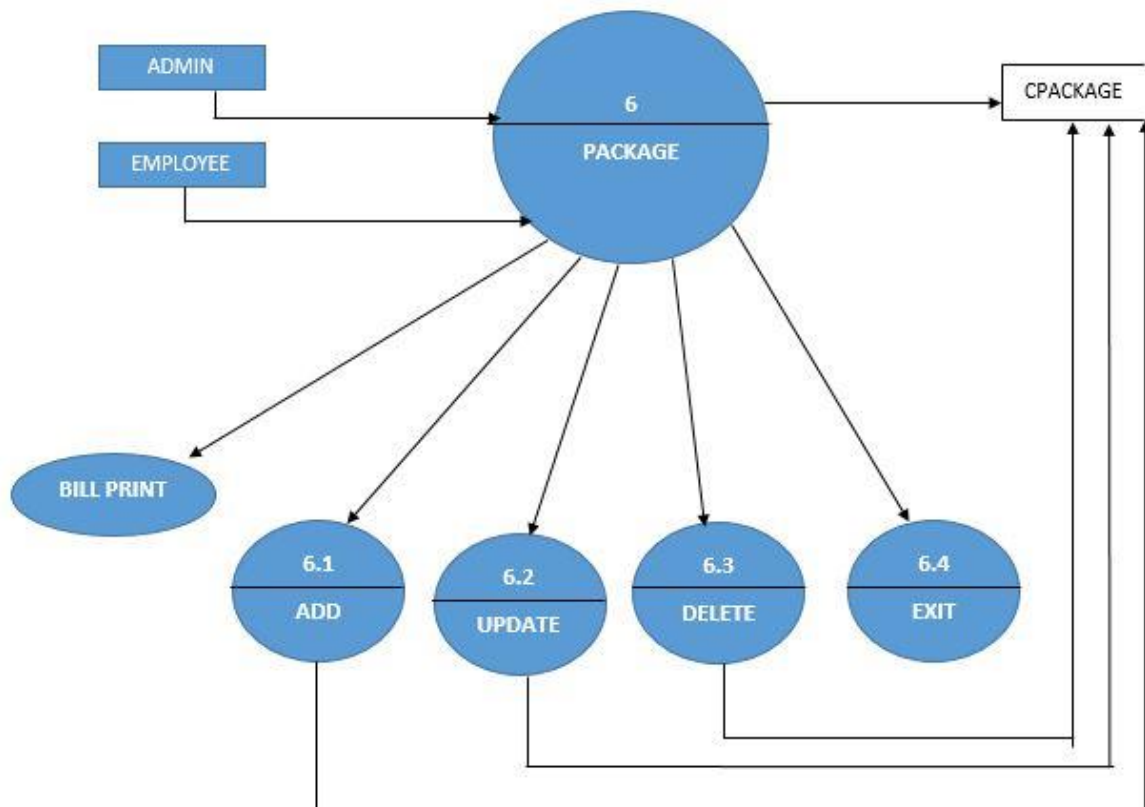 ADMIN
6
CPACKAGE
PACKAGE
EMPLOYEE
BILL PRINT
6.1
ADD
6.2
UPDATE
6.3
DELETE
6.4
EXIT